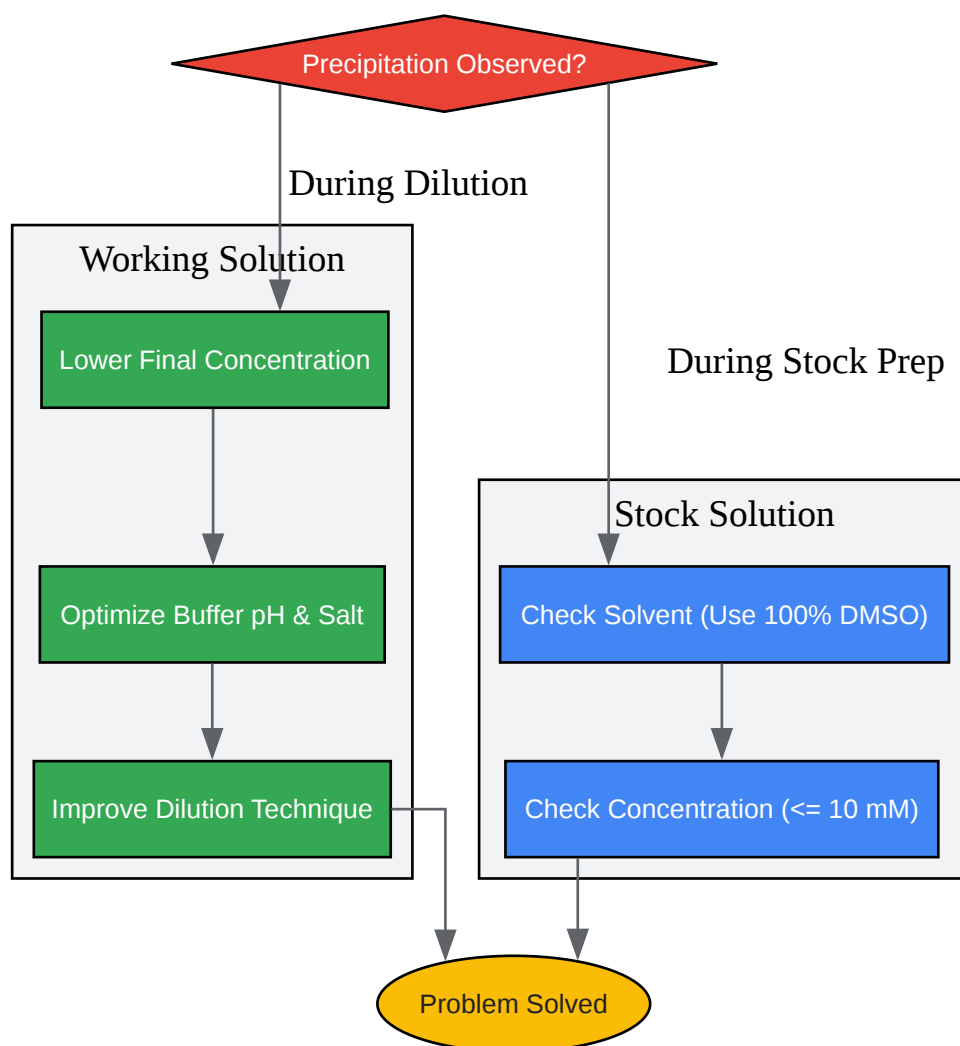 Precipitation Observed?
During Dilution
Working Solution
Lower Final Concentration
During Stock Prep
Stock Solution
Optimize Buffer pH & Salt
Check Solvent (Use 100% DMSO)
Improve Dilution Technique
Check Concentration (<= 10 mM)
Problem Solved